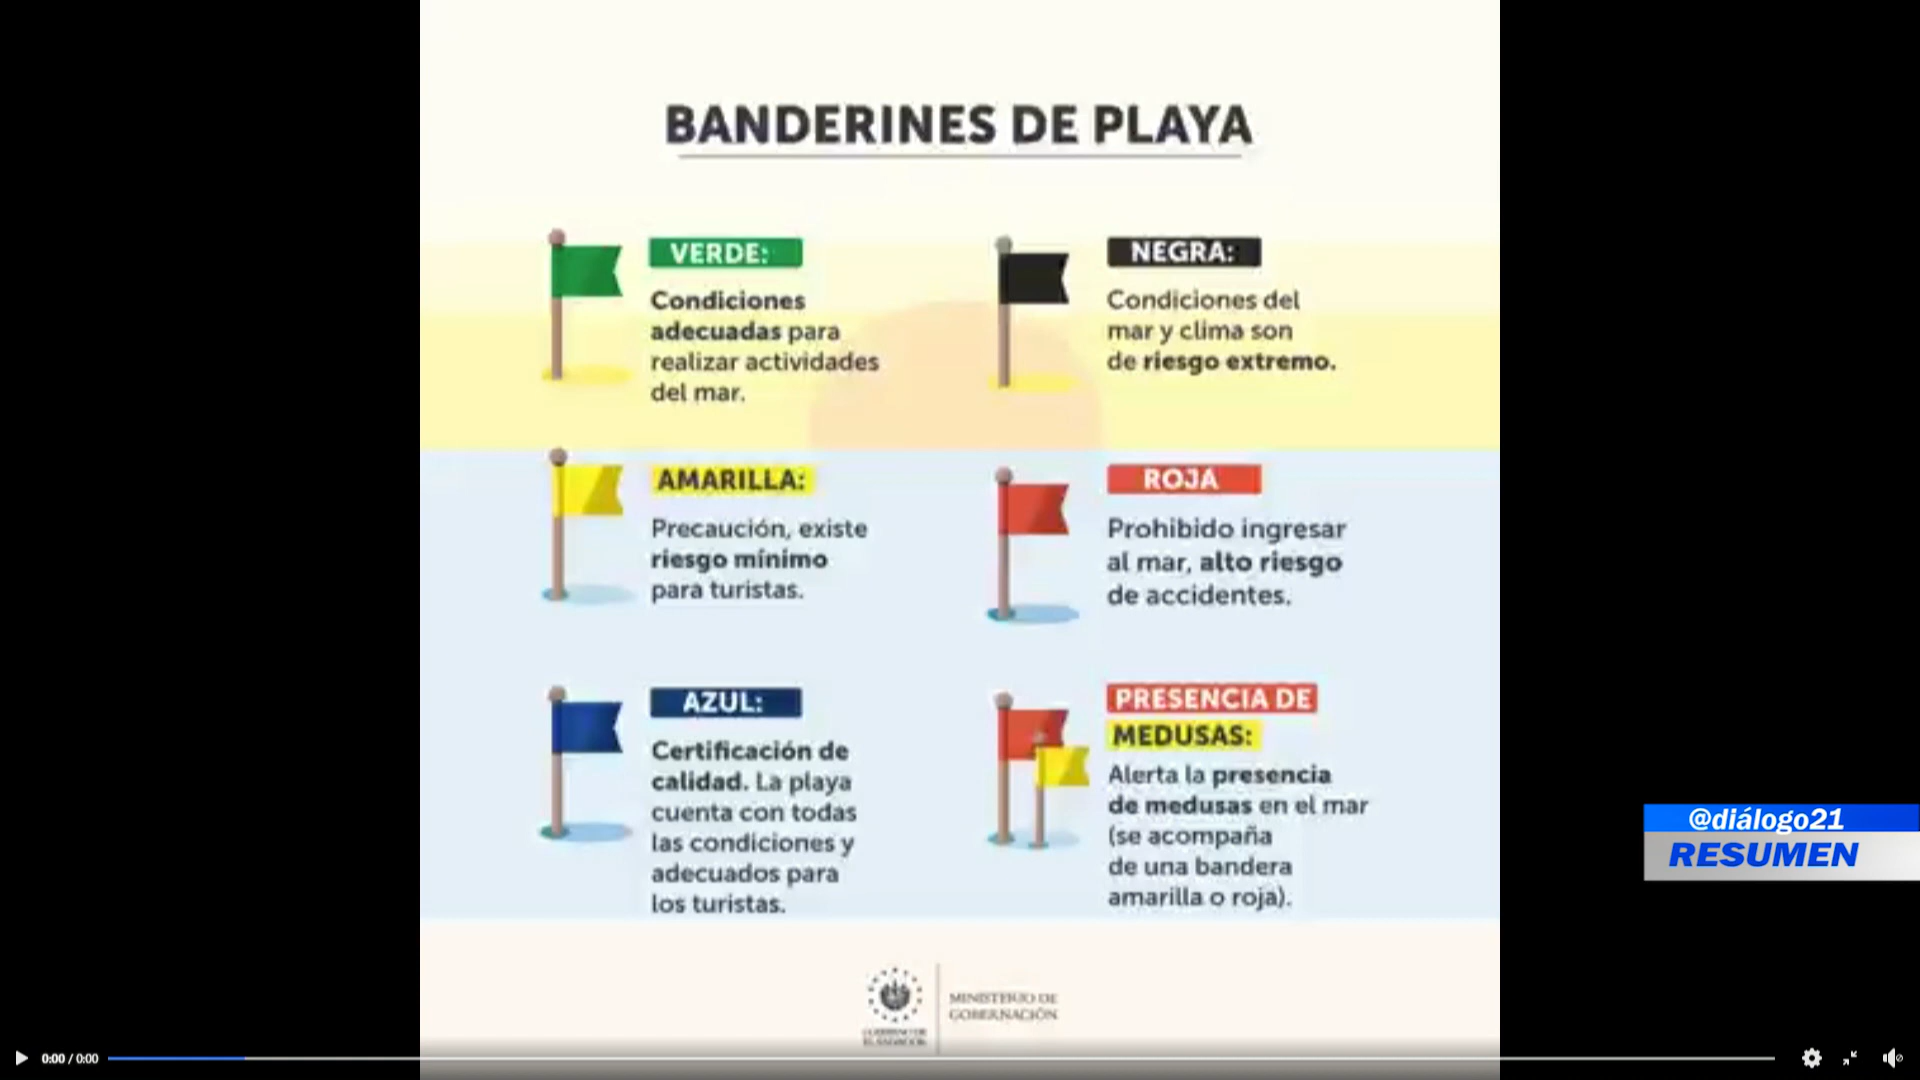 BANDERINES DE PLAYA
VERDE:
Condiciones
adecuadas para
realizar actividades
del mar.
NEGRA:
Condiciones del
mar y clima son
de riesgo extremo.
AMARILLA:
Precaución, existe
riesgo mínimo
para turistas.
ROJA
Prohibido ingresar
al mar, alto riesgo
de accidentes.
AZUL:
Certificación de
calidad. La playa
cuenta con todas
las condiciones y
adecuados para
los turistas.
PRESENCIA DE
MEDUSAS:
Alerta la presencia
de medusas en el mar
(se acompaña
de una bandera
amarilla o roja).
@diálogo21
RESUMEN
GOBIERNO DE
EL SALVADOR
MINISTERIO DE
GOBERNACIÓN
0:00 / 0:00